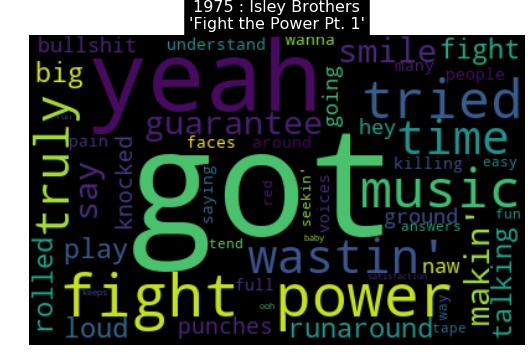 1975 : Isley Brothers
'Fight the Power Pt. 1'
bullshit
understand
wanna
smile
fight
big
yeah
going
many
people
tried
guarantee
hey
time
truly
pain
knocked
faces
around
killing
easy
say
saying
got
red
seekin'
voices
music
ground
fun
answers
rolled
play
tend
baby
wastin'
naw
makin'
talking
satisfaction
keeps
fight
full
power
way
loud
punches
ooh
runaround
tape